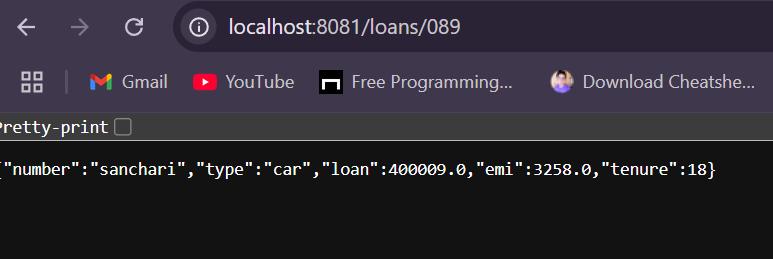 localhost:8081/loans/089
Gmail YouTube Free Programming... Download Cheatshe...
Pretty-print
{"number":"sanchari","type":"car","loan":400009.0,"emi":3258.0,"tenure":18}